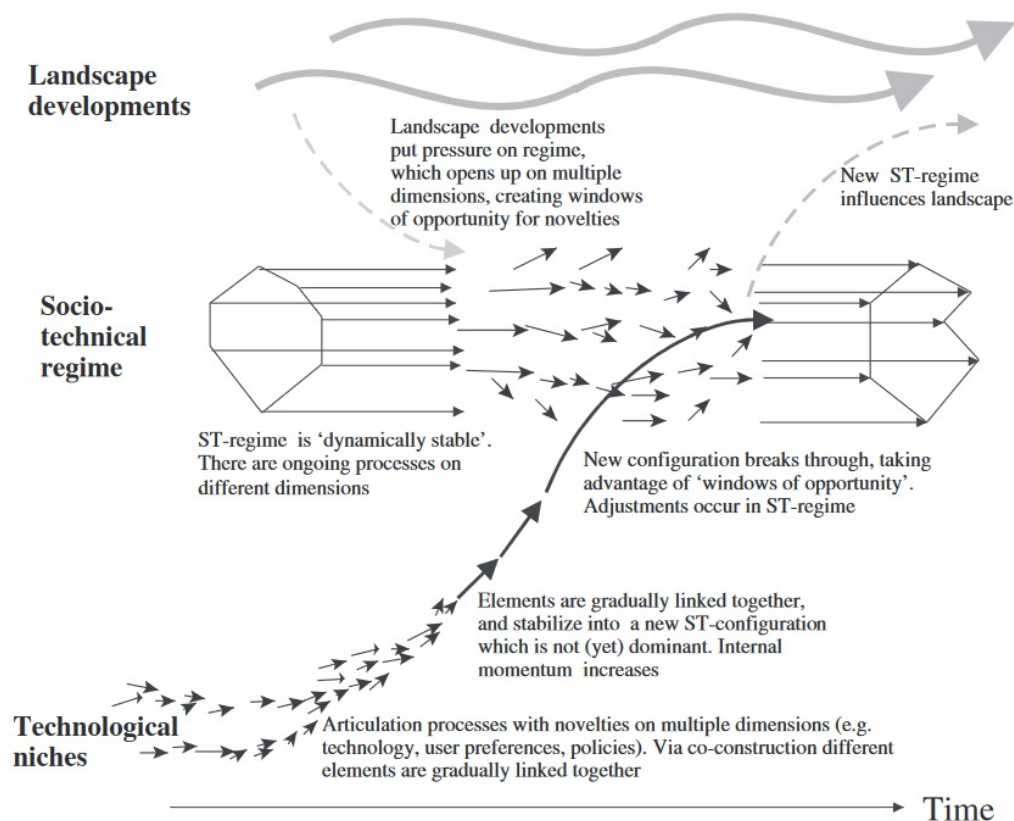 Landscape
developments
Landscape developments
put pressure on regime,
which opens up on multiple
dimensions, creating windows
of opportunity for novelties
New ST-regime
influences landscape
Socio-
technical
regime
ST-regime is ‘dynamically stable’.
There are ongoing processes on
different dimensions
New configuration breaks through, taking
advantage of ‘windows of opportunity’.
Adjustments occur in ST-regime
Elements are gradually linked together,
and stabilize into a new ST-configuration
which is not (yet) dominant. Internal
momentum increases
Technological
niches
Articulation processes with novelties on multiple dimensions (e.g.
technology, user preferences, policies). Via co-construction different
elements are gradually linked together
Time